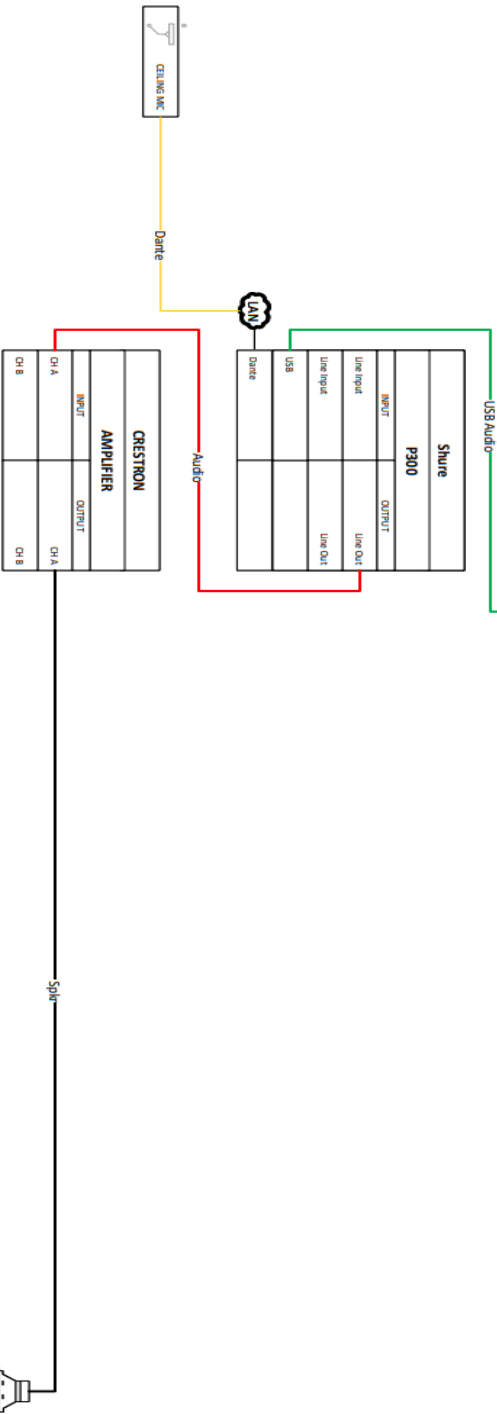 USB Audio
Shure
P300
INPUT OUTPUT
Line Input Line Out
Line Input Line Out
USB
Dante
LAN
Audio
CEILING MIC
Dante
CRESTRON
AMPLIFIER
INPUT OUTPUT
CH A CH A
CH B CH B
Spkr